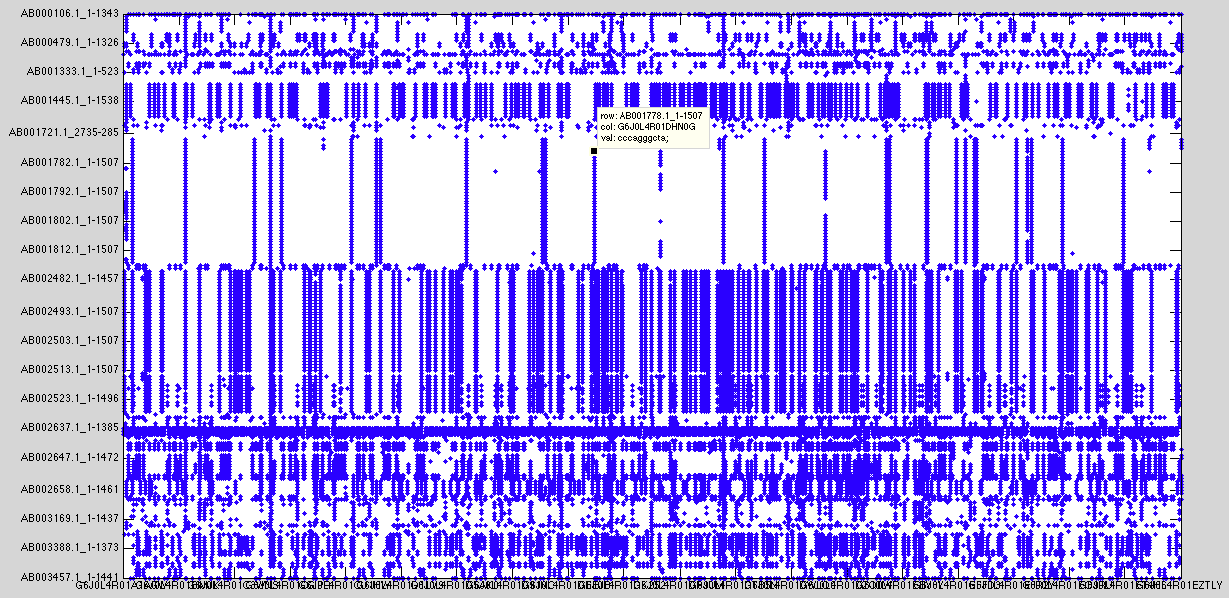 AB000106.1_1-1343
AB000479.1_1-1326
AB001333.1_1-523
AB001445.1_1-1538
row: AB001778.1_1-1507
col: G6J0L4R01DHN0G
val: cccagggcta;
AB001721.1_2735-285
AB001782.1_1-1507
AB001792.1_1-1507
AB001802.1_1-1507
AB001812.1_1-1507
AB002482.1_1-1457
AB002493.1_1-1507
AB002503.1_1-1507
AB002513.1_1-1507
AB002523.1_1-1496
AB002637.1_1-1385
AB002647.1_1-1472
AB002658.1_1-1461
AB003169.1_1-1437
AB003388.1_1-1373
AB003457.1_1-1441